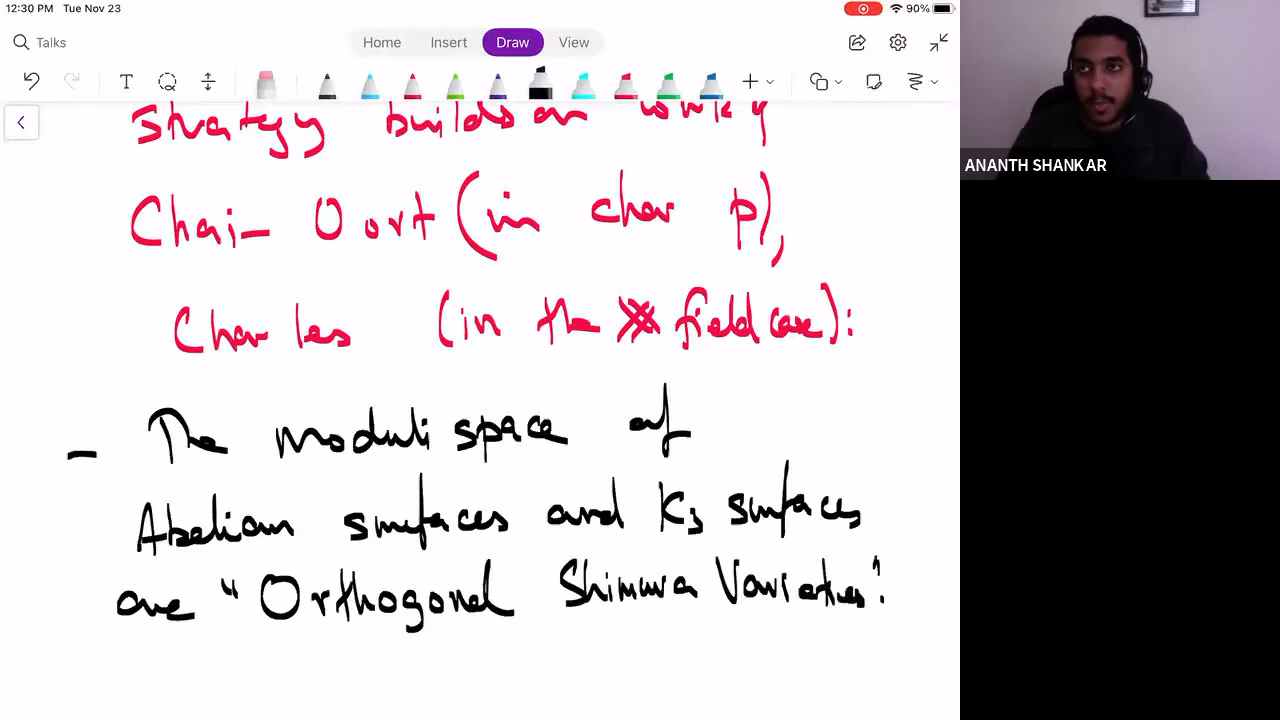 12:30 PM Tue Nov 23
90%
Talks
Home Insert Draw View
strategy builds on work of
Chai- Oort (in char p),
Charles (in the field case):
- The moduli space of
Abelian surfaces and K3 surfaces
are "Orthogonal Shimura Varieties".
ANANTH SHANKAR